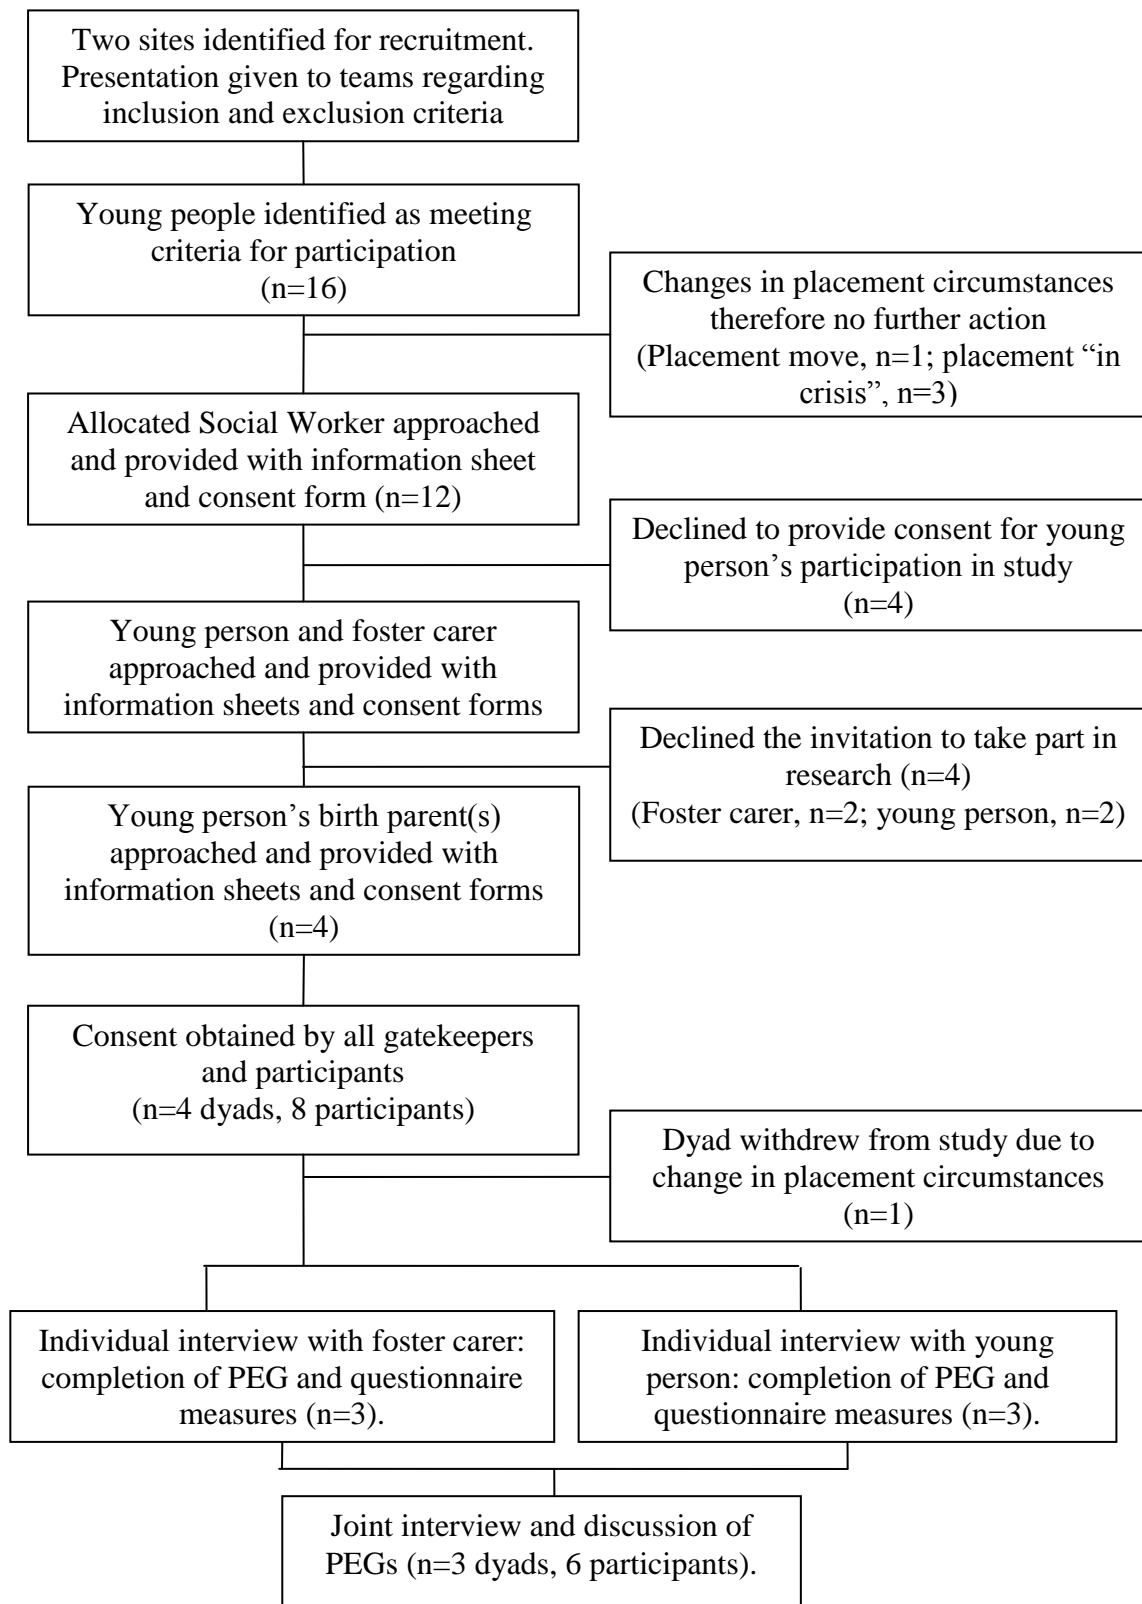 Two sites identified for recruitment.
Presentation given to teams regarding
inclusion and exclusion criteria
Young people identified as meeting
criteria for participation
(n=16)
Changes in placement circumstances
therefore no further action
(Placement move, n=1; placement “in
crisis”, n=3)
Allocated Social Worker approached
and provided with information sheet
and consent form (n=12)
Declined to provide consent for young
person’s participation in study
(n=4)
Young person and foster carer
approached and provided with
information sheets and consent forms
Declined the invitation to take part in
research (n=4)
(Foster carer, n=2; young person, n=2)
Young person’s birth parent(s)
approached and provided with
information sheets and consent forms
(n=4)
Consent obtained by all gatekeepers
and participants
(n=4 dyads, 8 participants)
Dyad withdrew from study due to
change in placement circumstances
(n=1)
Individual interview with foster carer:
completion of PEG and questionnaire
measures (n=3).
Individual interview with young
person: completion of PEG and
questionnaire measures (n=3).
Joint interview and discussion of
PEGs (n=3 dyads, 6 participants).